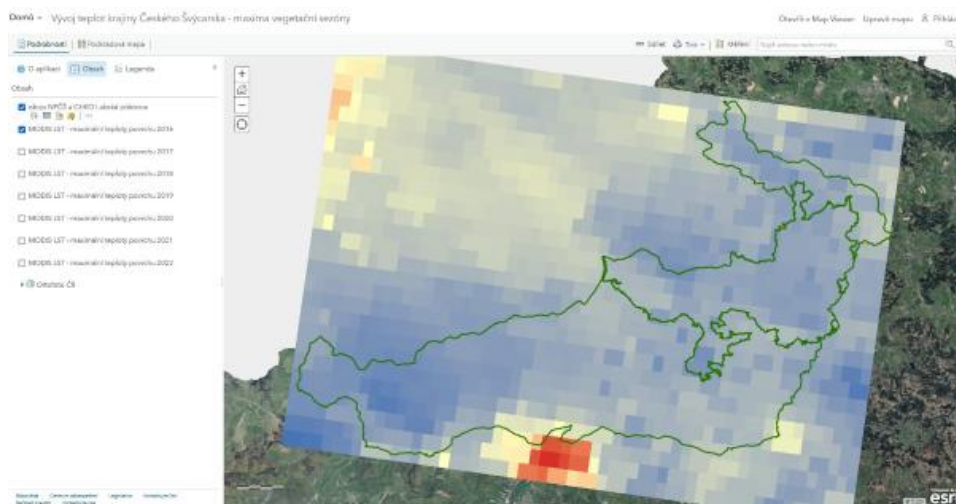 Domů Vývoj teplot krajiny Českého Švýcarska - maxima vegetační sezóny
Otevřít v Map Viewer Upravit mapu
Podrobnosti Podkladová mapa
Sdílet Tisk Měření
O aplikaci Obsah Legenda
Obsah
MODIS LST - maximální teploty povrchu 2016
MODIS LST - maximální teploty povrchu 2017
MODIS LST - maximální teploty povrchu 2018
MODIS LST - maximální teploty povrchu 2019
MODIS LST - maximální teploty povrchu 2020
MODIS LST - maximální teploty povrchu 2021
MODIS LST - maximální teploty povrchu 2022
Ortofoto ČR
esri